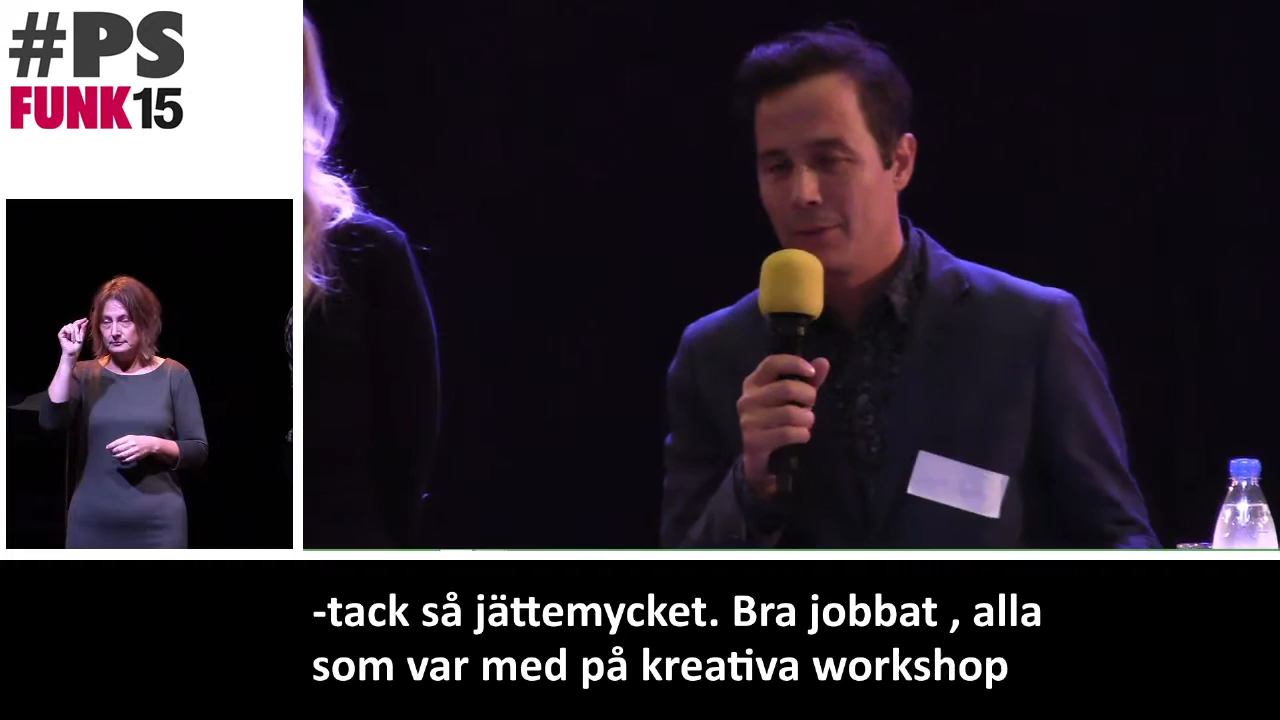 #PS
FUNK15
-tack så jättemycket. Bra jobbat , alla
som var med på kreativa workshop